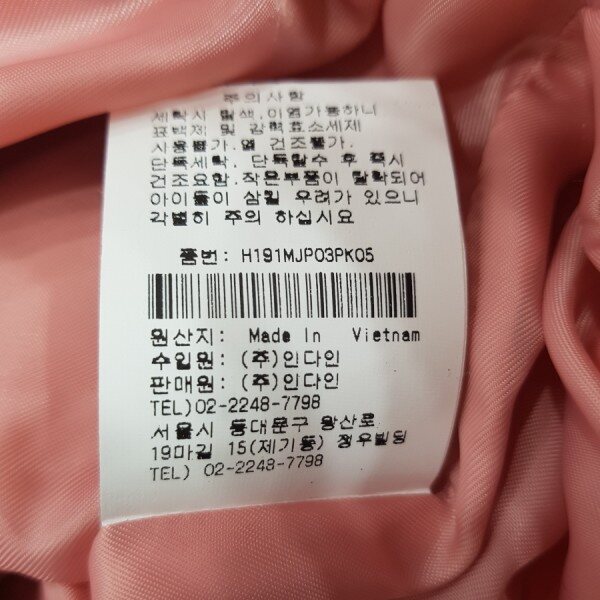 주의사항
세탁시 탈색,이염가능하니
표백제 및 강력효소세제
사용불가.열 건조불가.
단독세탁, 단독탈수 후 즉시
건조요함.작은부품이 탈락되어
아이들이 삼킬 우려가 있으니
각별히 주의 하십시요
품번: H191MJP03PK05
원산지: Made In Vietnam
수입원: (주)인다인
판매원: (주)인다인
TEL)02-2248-7798
서울시 동대문구 왕산로
19마길 15(제기동) 정우빌딩
TEL) 02-2248-7798